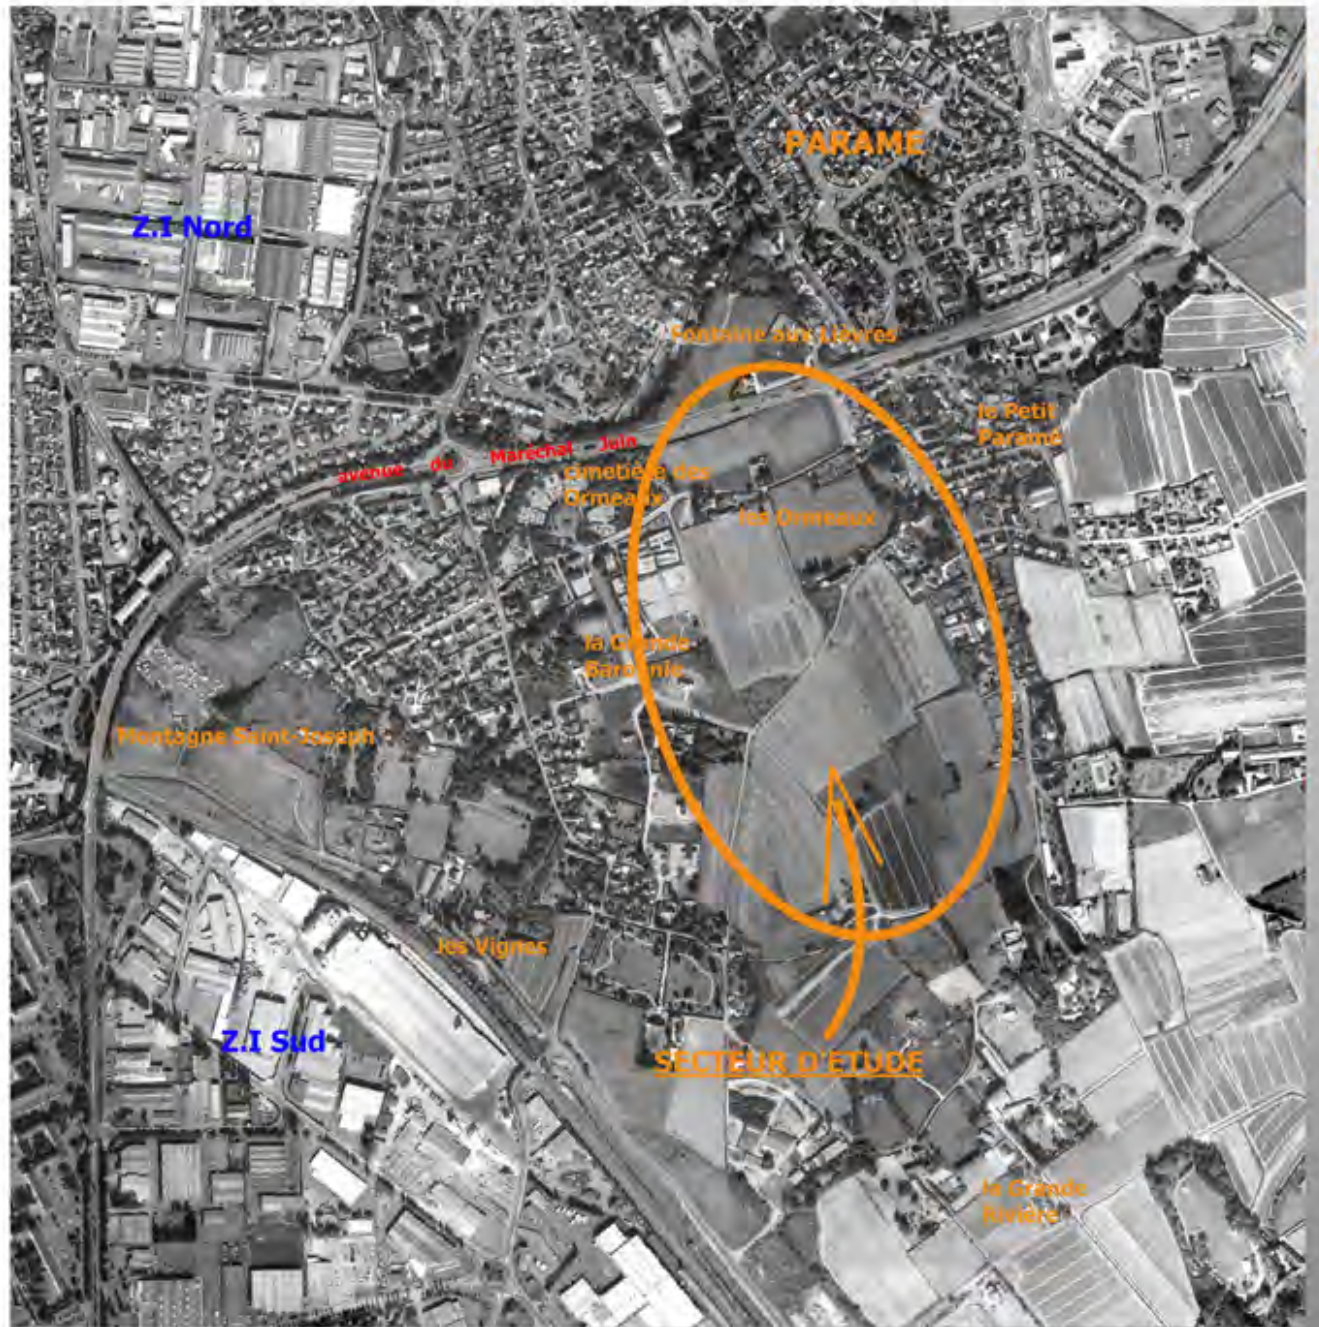 PARAME
Z.I Nord
Fontaine aux Lièvres
le Petit
Paramé
avenue du Maréchal Juin
cimetière des
Ormeaux
les Ormeaux
la Grande
Baronnie
Montagne Saint-Joseph
les Vignes
Z.I Sud
SECTEUR D'ETUDE
la Grande
Rivière